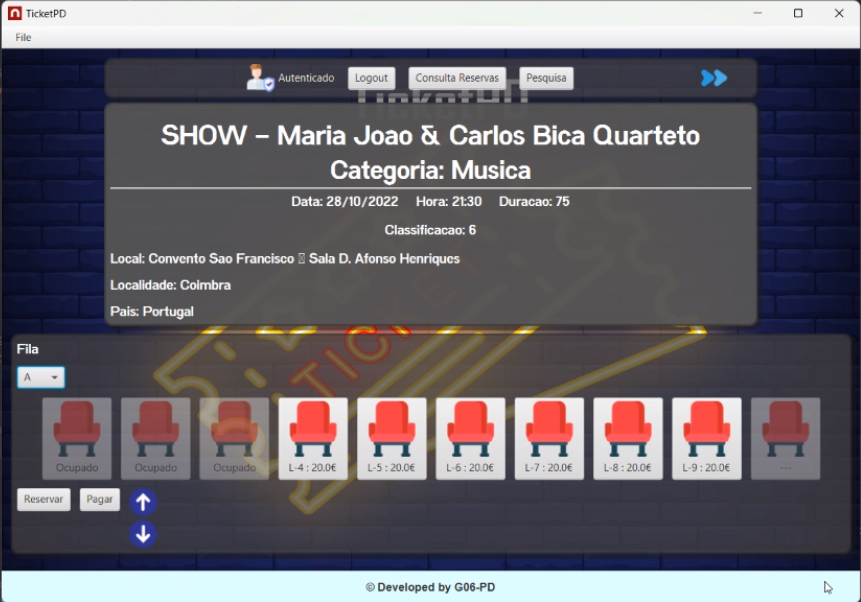 TicketPD
File
Autenticado Logout Consulta Reservas Pesquisa
TicketPD
SHOW - Maria Joao & Carlos Bica Quarteto
Categoria: Musica
Data: 28/10/2022 Hora: 21:30 Duracao: 75
Classificacao: 6
Local: Convento Sao Francisco Sala D. Afonso Henriques
Localidade: Coimbra
Pais: Portugal
TICKET
Fila
A
Ocupado Ocupado Ocupado L-4 : 20.0€ L-5 : 20.0€ L-6 : 20.0€ L-7 : 20.0€ L-8 : 20.0€ L-9 : 20.0€ ---
Reservar Pagar
© Developed by G06-PD